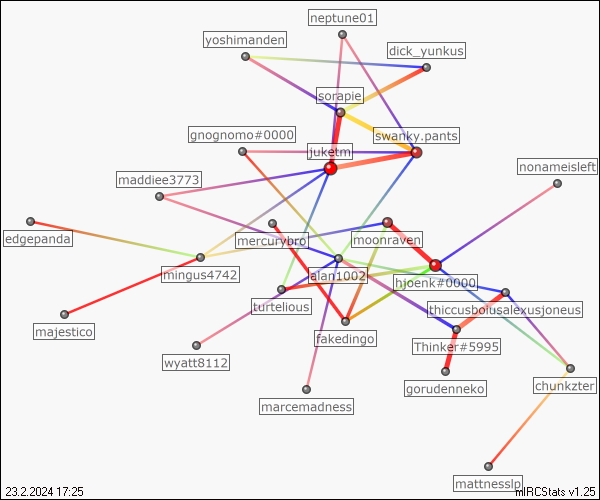 neptune01
yoshimanden
dick_yunkus
sorapie
gnognomo#0000
swanky.pants
juketm
nonameisleft
maddiee3773
edgepanda
mercurybro
moonraven
mingus4742
alan1002
hjoenk#0000
turtelious
thiccusbolusalexusjoneus
majestico
fakedingo
Thinker#5995
wyatt8112
gorudenneko
chunkzter
marcemadness
mattnesslp
23.2.2024 17:25
mIRCStats v1.25